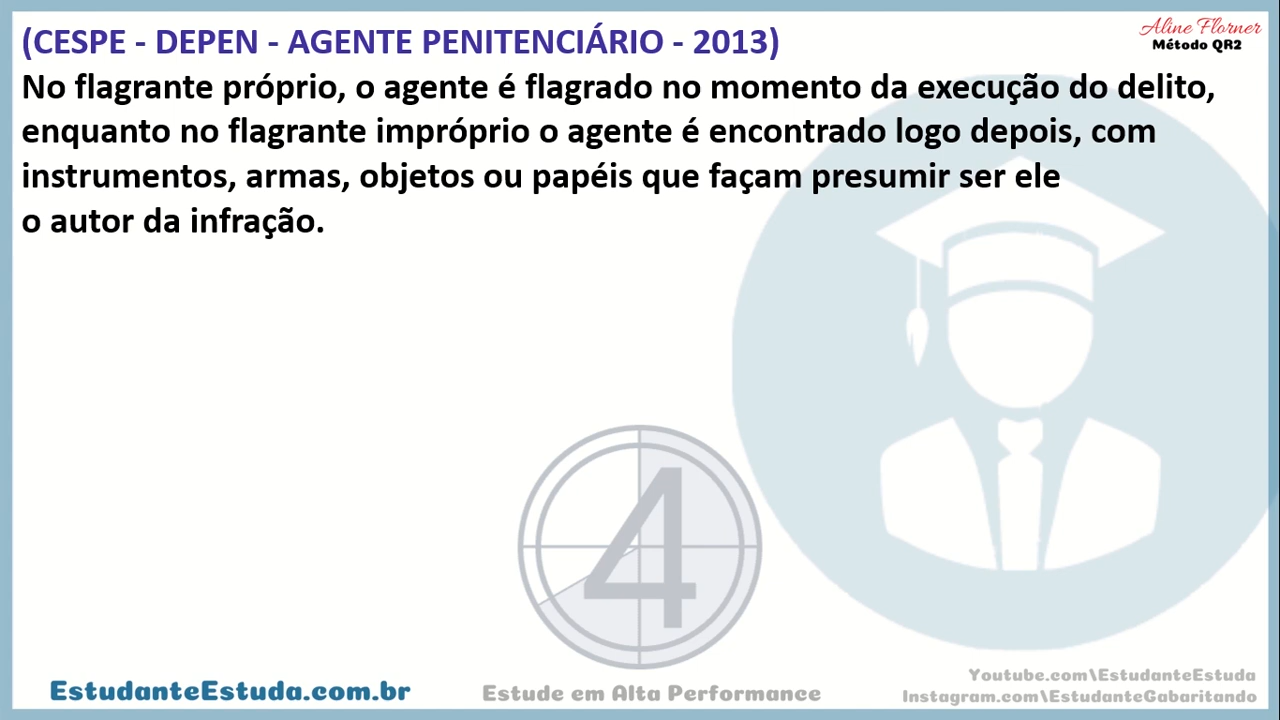 (CESPE - DEPEN - AGENTE PENITENCIÁRIO - 2013)
Aline Florner
Método QR2
No flagrante próprio, o agente é flagrado no momento da execução do delito,
enquanto no flagrante impróprio o agente é encontrado logo depois, com
instrumentos, armas, objetos ou papéis que façam presumir ser ele
o autor da infração.
4
EstudanteEstuda.com.br
Estude em Alta Performance
Youtube.com\EstudanteEstuda
Instagram.com\EstudanteGabaritando